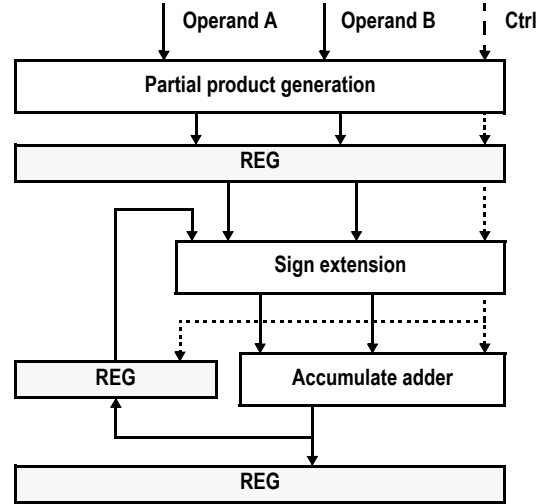 Operand A
Operand B
Ctrl
Partial product generation
REG
Sign extension
REG
Accumulate adder
REG